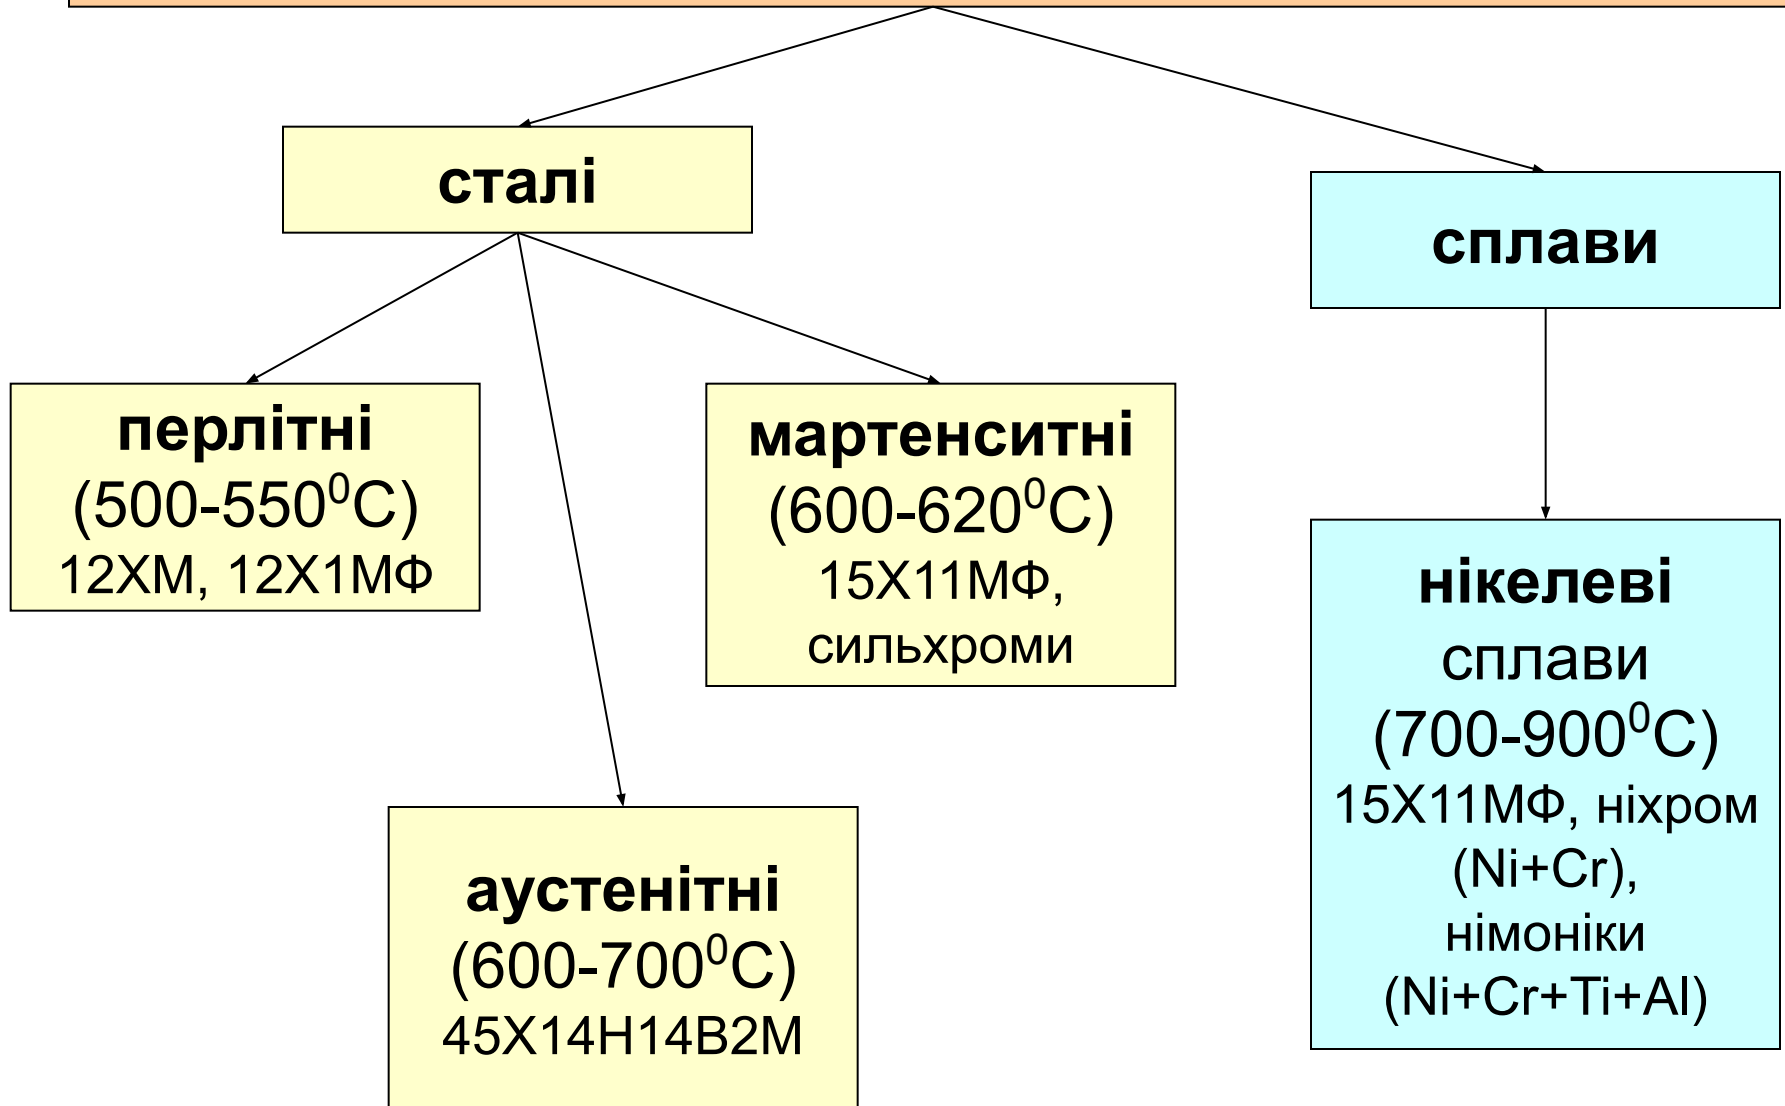 сталі
сплави
перлітні
(500-550⁰С)
12ХМ, 12Х1МФ
мартенситні
(600-620⁰С)
15Х11МФ,
сильхроми
нікелеві
сплави
(700-900⁰С)
15Х11МФ, ніхром
(Ni+Cr),
німоніки
(Ni+Cr+Ti+Al)
аустенітні
(600-700⁰С)
45Х14Н14В2М